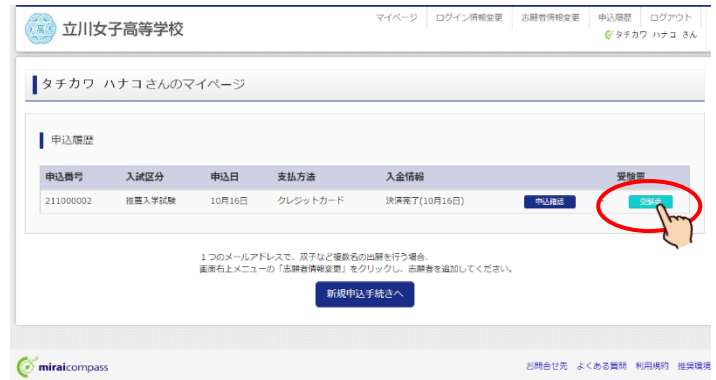 立川女子高等学校
マイページ ログイン情報変更 志願者情報変更 申込履歴 ログアウト
タチカワ ハナコ さん
タチカワ ハナコさんのマイページ
申込履歴
申込番号 入試区分 申込日 支払方法 入金情報 受験票
211000002 推薦入学試験 10月16日 クレジットカード 決済完了(10月16日) 申込確認 受験票
1つのメールアドレスで、双子など複数名の出願を行う場合、
画面右上メニューの「志願者情報変更」をクリックし、志願者を追加してください。
新規申込手続きへ
miraicompass お問合せ先 よくある質問 利用規約 推奨環境